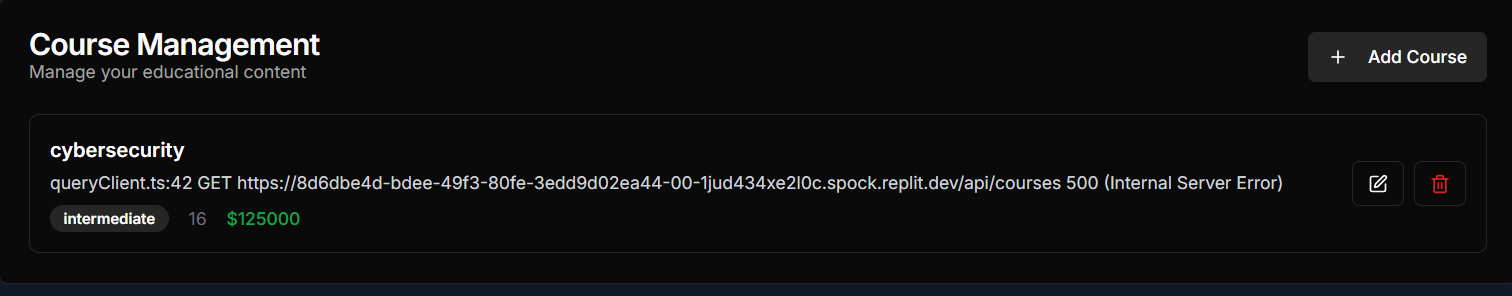 Course Management
Manage your educational content
+ Add Course
cybersecurity
queryClient.ts:42 GET https://8d6dbe4d-bdee-49f3-80fe-3edd9d02ea44-00-1jud434xe2l0c.spock.replit.dev/api/courses 500 (Internal Server Error)
intermediate 16 $125000